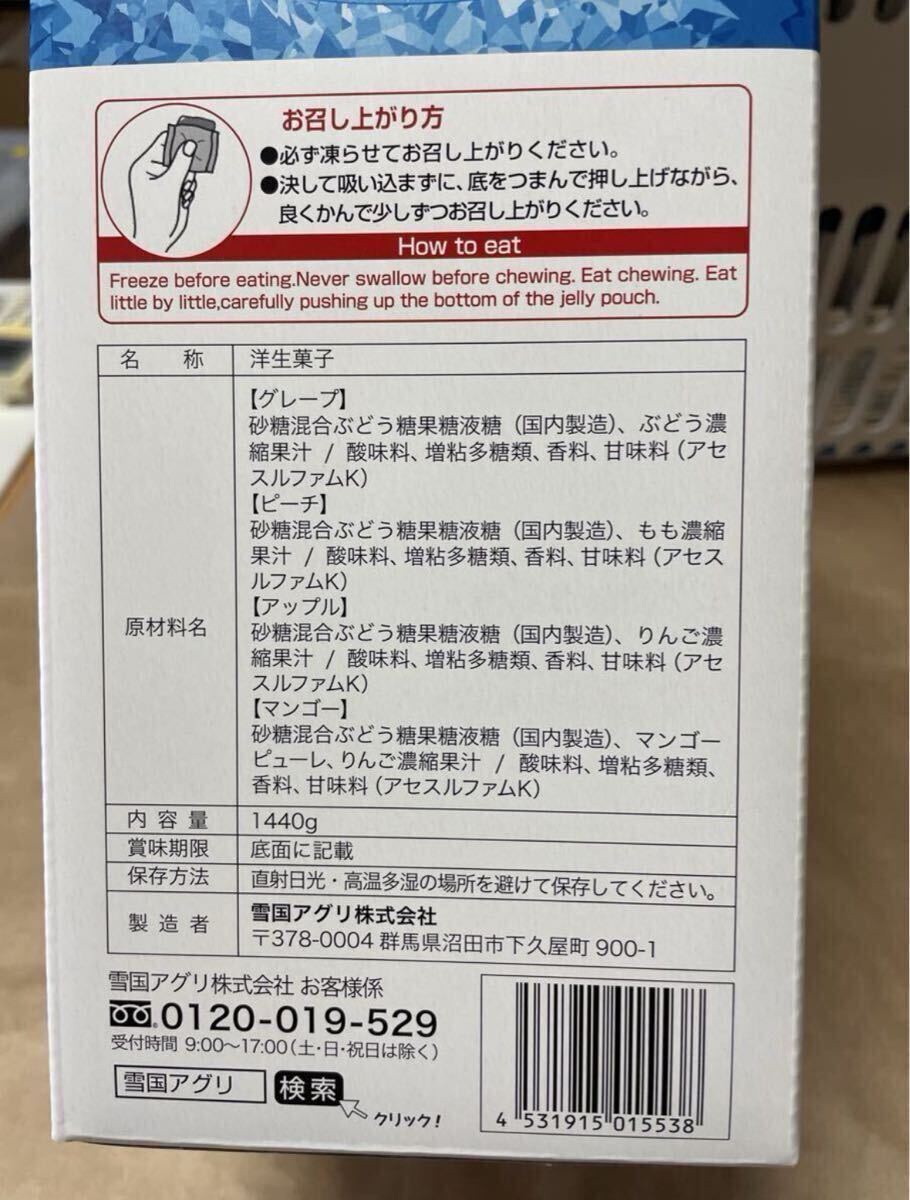 お召し上がり方
●必ず凍らせてお召し上がりください。
●決して吸い込まずに、底をつまんで押し上げながら、
良くかんで少しずつお召し上がりください。
How to eat
Freeze before eating.Never swallow before chewing. Eat chewing. Eat
little by little,carefully pushing up the bottom of the jelly pouch.
名 称 洋生菓子
原材料名
【グレープ】
砂糖混合ぶどう糖果糖液糖（国内製造）、ぶどう濃
縮果汁 / 酸味料、増粘多糖類、香料、甘味料（アセ
スルファムK）
【ピーチ】
砂糖混合ぶどう糖果糖液糖（国内製造）、もも濃縮
果汁 / 酸味料、増粘多糖類、香料、甘味料（アセス
ルファムK）
【アップル】
砂糖混合ぶどう糖果糖液糖（国内製造）、りんご濃
縮果汁 / 酸味料、増粘多糖類、香料、甘味料（アセ
スルファムK）
【マンゴー】
砂糖混合ぶどう糖果糖液糖（国内製造）、マンゴー
ピューレ、りんご濃縮果汁 / 酸味料、増粘多糖類、
香料、甘味料（アセスルファムK）
内容量 1440g
賞味期限 底面に記載
保存方法 直射日光・高温多湿の場所を避けて保存してください。
製造者 雪国アグリ株式会社
〒378-0004 群馬県沼田市下久屋町 900-1
雪国アグリ株式会社 お客様係
0120-019-529
受付時間 9:00〜17:00（土・日・祝日は除く）
雪国アグリ 検索
クリック!
4 531915 015538